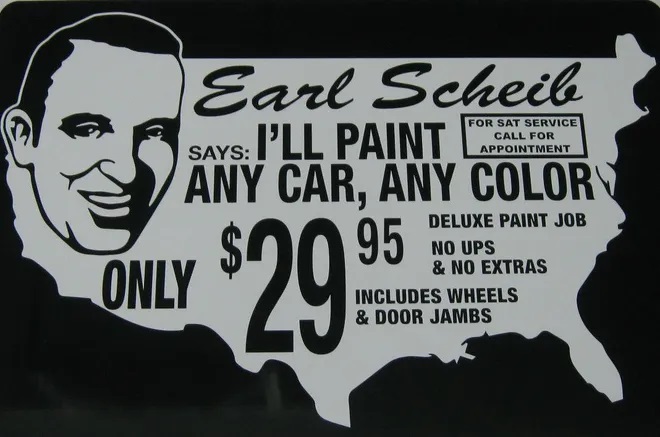 Earl Scheib
FOR SAT SERVICE
CALL FOR
APPOINTMENT
SAYS: I'LL PAINT
ANY CAR, ANY COLOR
ONLY $29 95
DELUXE PAINT JOB
NO UPS
& NO EXTRAS
INCLUDES WHEELS
& DOOR JAMBS